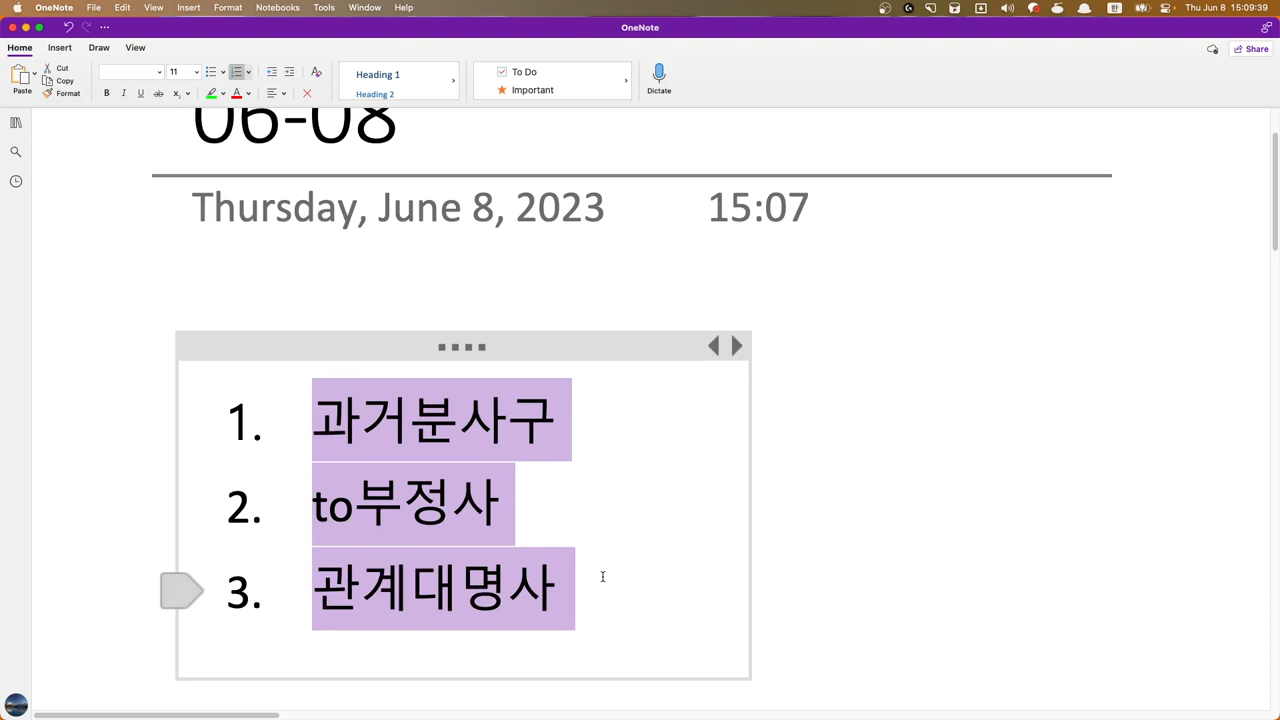 OneNote File Edit View Insert Format Notebooks Tools Window Help Thu Jun 8 15:09:39
OneNote
Home Insert Draw View Share
Paste Cut Copy Format 11 B I U ab x Heading 1 Heading 2 To Do Important Dictate
06-08
Thursday, June 8, 2023 15:07
1. 과거분사구
2. to부정사
3. 관계대명사